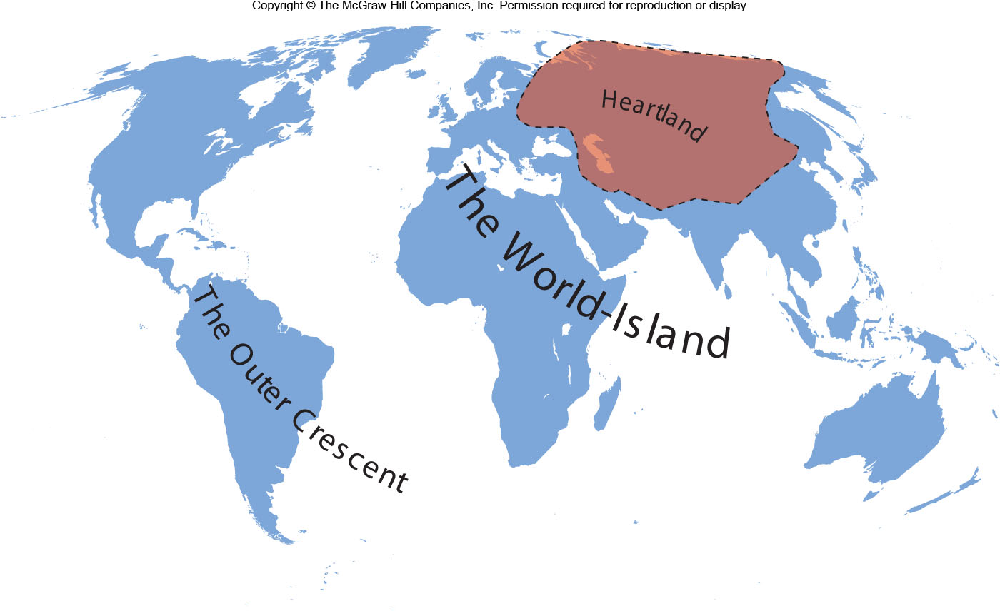 Copyright © The McGraw-Hill Companies, Inc. Permission required for reproduction or display
Heartland
The World-Island
The Outer Crescent